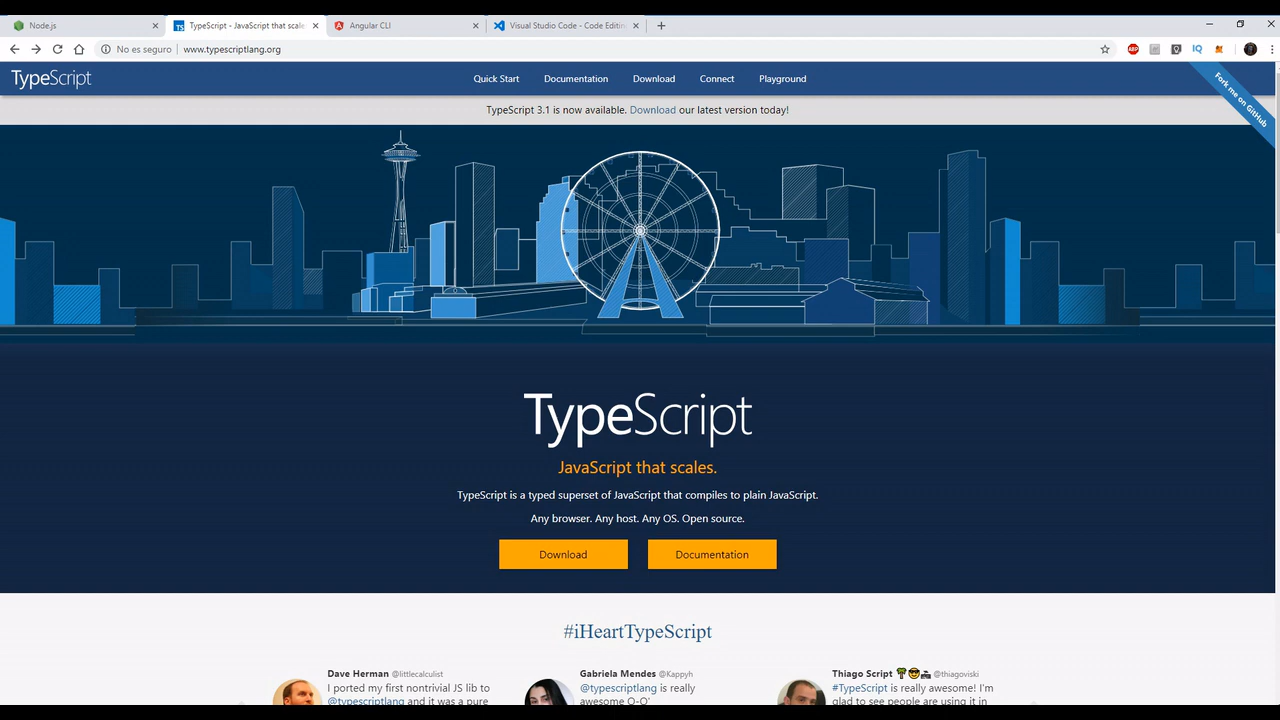 Node.js
TypeScript - JavaScript that scales
Angular CLI
Visual Studio Code - Code Editin
No es seguro
www.typescriptlang.org
ABP
IQ
TypeScript
Quick Start
Documentation
Download
Connect
Playground
Fork me on GitHub
TypeScript 3.1 is now available. Download our latest version today!
TypeScript
JavaScript that scales.
TypeScript is a typed superset of JavaScript that compiles to plain JavaScript.
Any browser. Any host. Any OS. Open source.
Download
Documentation
#iHeartTypeScript
Dave Herman @littlecalculist
I ported my first nontrivial JS lib to
@typescriptlang and it was a pure
Gabriela Mendes @Kappyh
@typescriptlang is really
awesome O-O'
Thiago Script 🌴😎 @thiagoviski
#TypeScript is really awesome! I'm
glad to see people are using it in